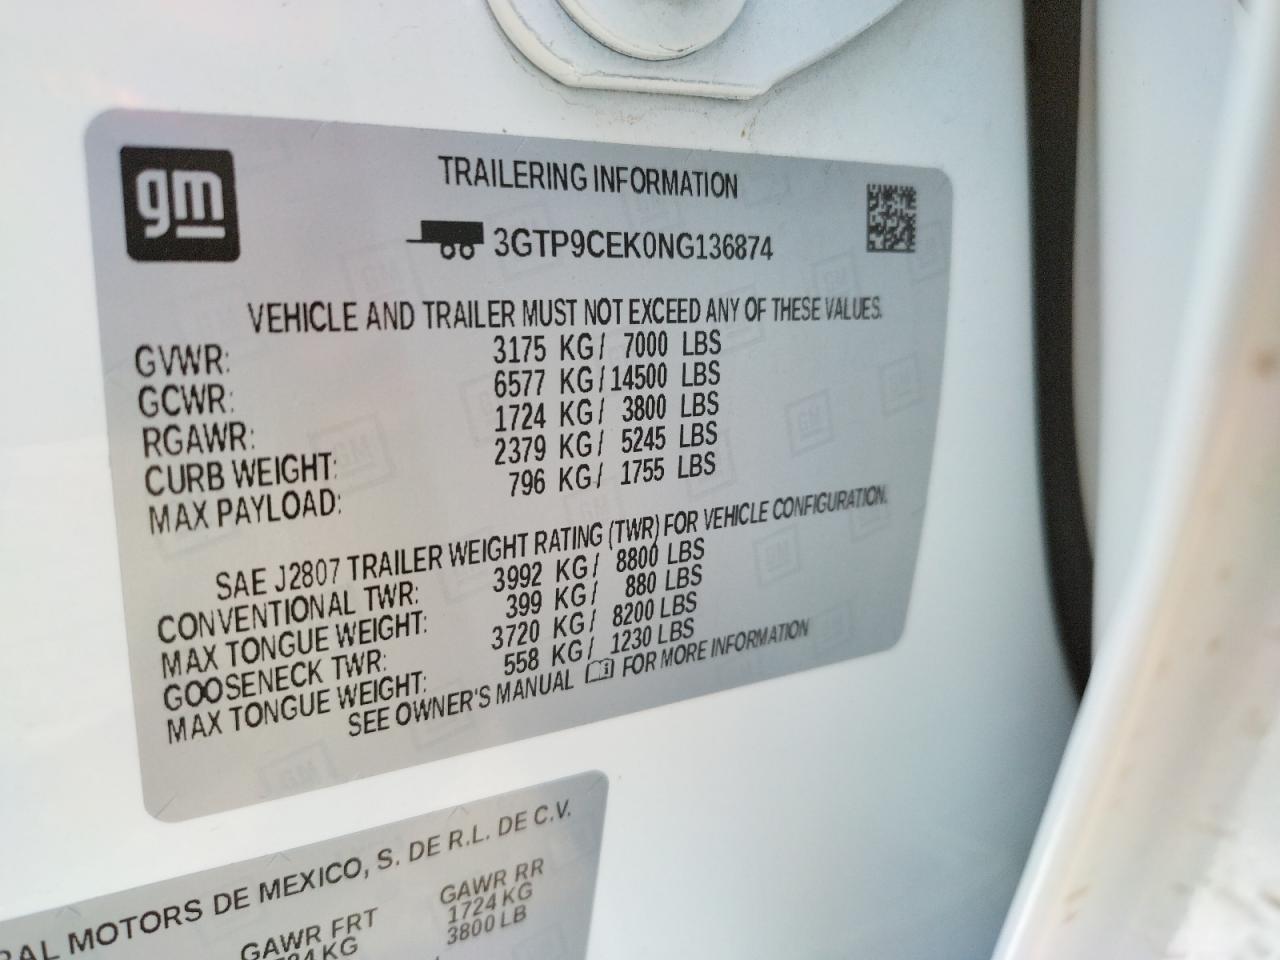 gm
TRAILERING INFORMATION
3GTP9CEK0NG136874
VEHICLE AND TRAILER MUST NOT EXCEED ANY OF THESE VALUES.
GVWR: 3175 KG/ 7000 LBS
GCWR: 6577 KG/14500 LBS
RGAWR: 1724 KG/ 3800 LBS
CURB WEIGHT: 2379 KG/ 5245 LBS
MAX PAYLOAD: 796 KG/ 1755 LBS
SAE J2807 TRAILER WEIGHT RATING (TWR) FOR VEHICLE CONFIGURATION.
CONVENTIONAL TWR: 3992 KG/ 8800 LBS
MAX TONGUE WEIGHT: 399 KG/ 880 LBS
GOOSENECK TWR: 3720 KG/ 8200 LBS
MAX TONGUE WEIGHT: 558 KG/ 1230 LBS
SEE OWNER'S MANUAL FOR MORE INFORMATION
MOTORS DE MEXICO, S. DE R.L. DE C.V.
GAWR FRT GAWR RR
KG 1724 KG
3800 LB